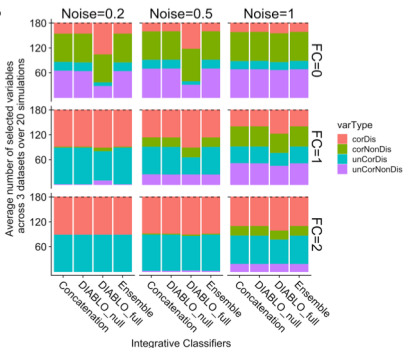 Noise=0.2 Noise=0.5 Noise=1
180
120
60
FC=0
180
120
60
FC=1
180
120
60
FC=2
Average number of selected variables
across 3 datasets over 20 simulations
varType
corDis
corNonDis
unCorDis
unCorNonDis
Concatenation DIABLO_null DIABLO_full Ensemble
Concatenation DIABLO_null DIABLO_full Ensemble
Concatenation DIABLO_null DIABLO_full Ensemble
Integrative Classifiers